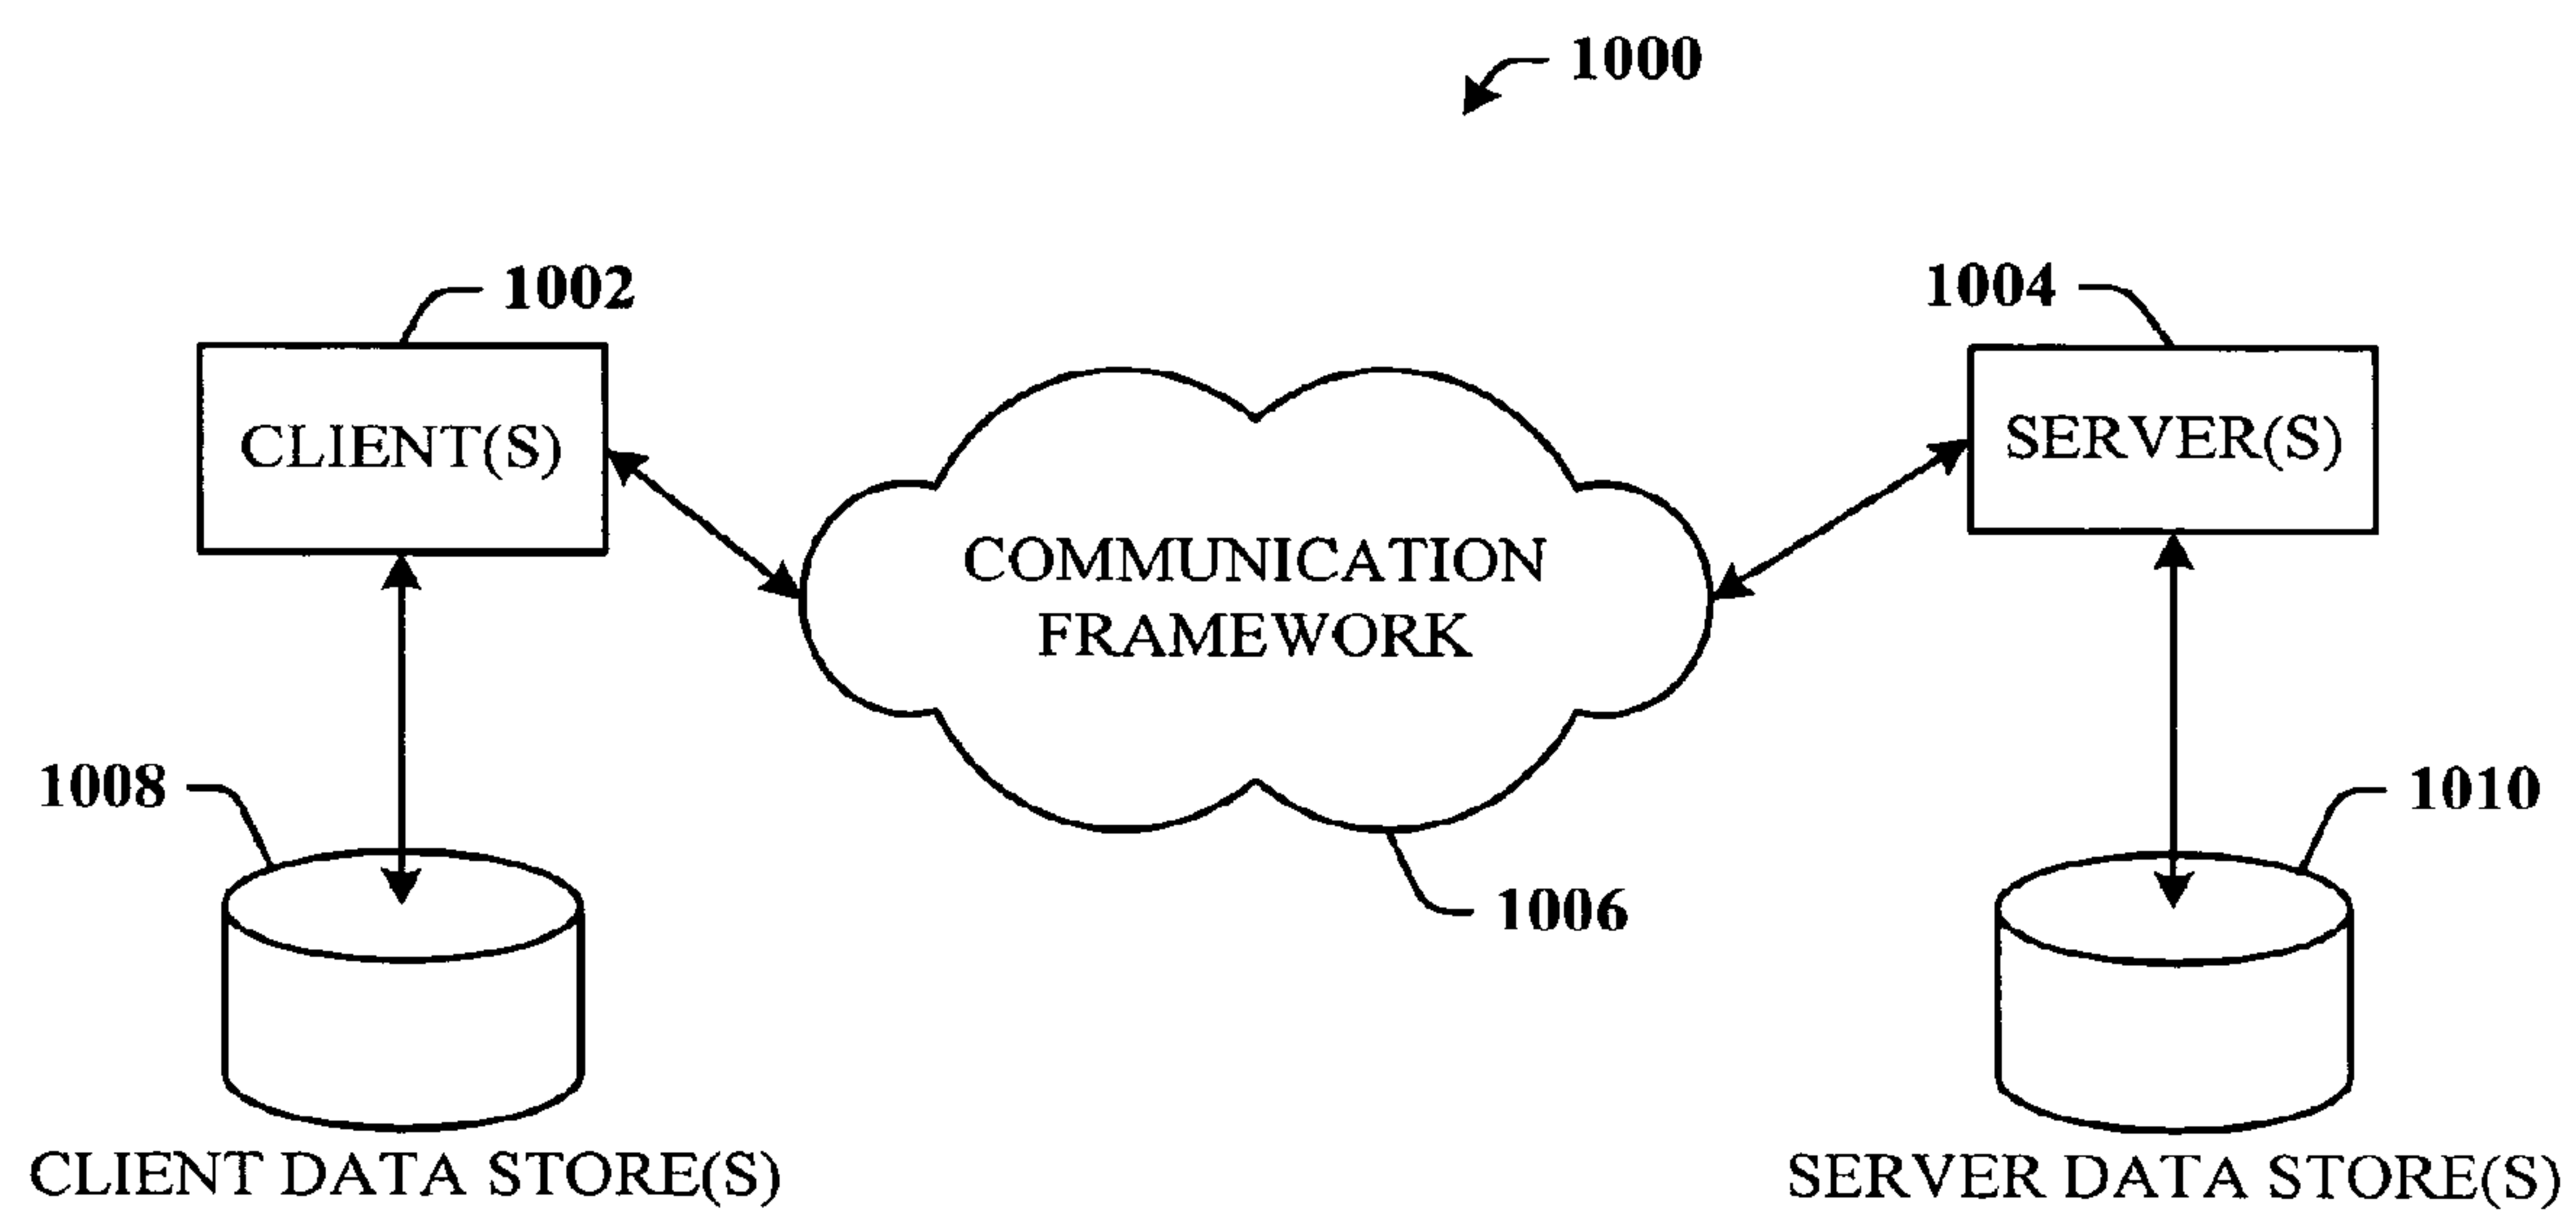 1000
1002
1004
CLIENT(S)
SERVER(S)
COMMUNICATION
FRAMEWORK
1008
1010
1006
CLIENT DATA STORE(S)
SERVER DATA STORE(S)